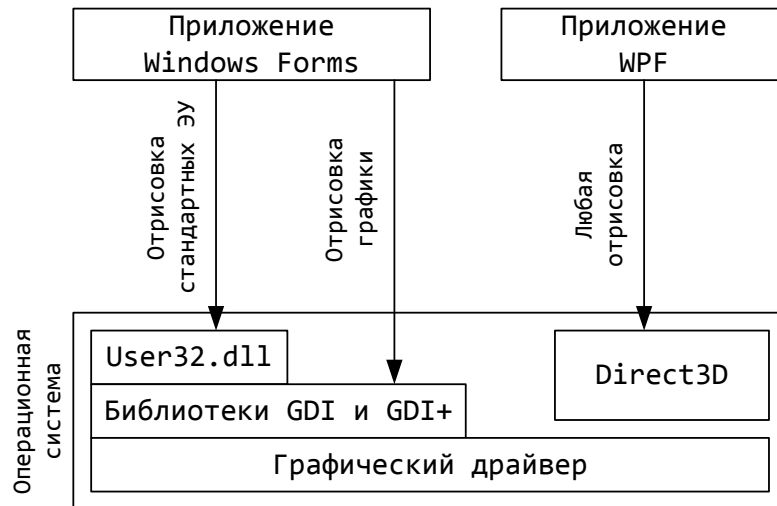 Приложение
Windows Forms
Приложение
WPF
Отрисовка
стандартных ЭУ
Отрисовка
графики
Любая
отрисовка
Операционная
система
User32.dll
Direct3D
Библиотеки GDI и GDI+
Графический драйвер